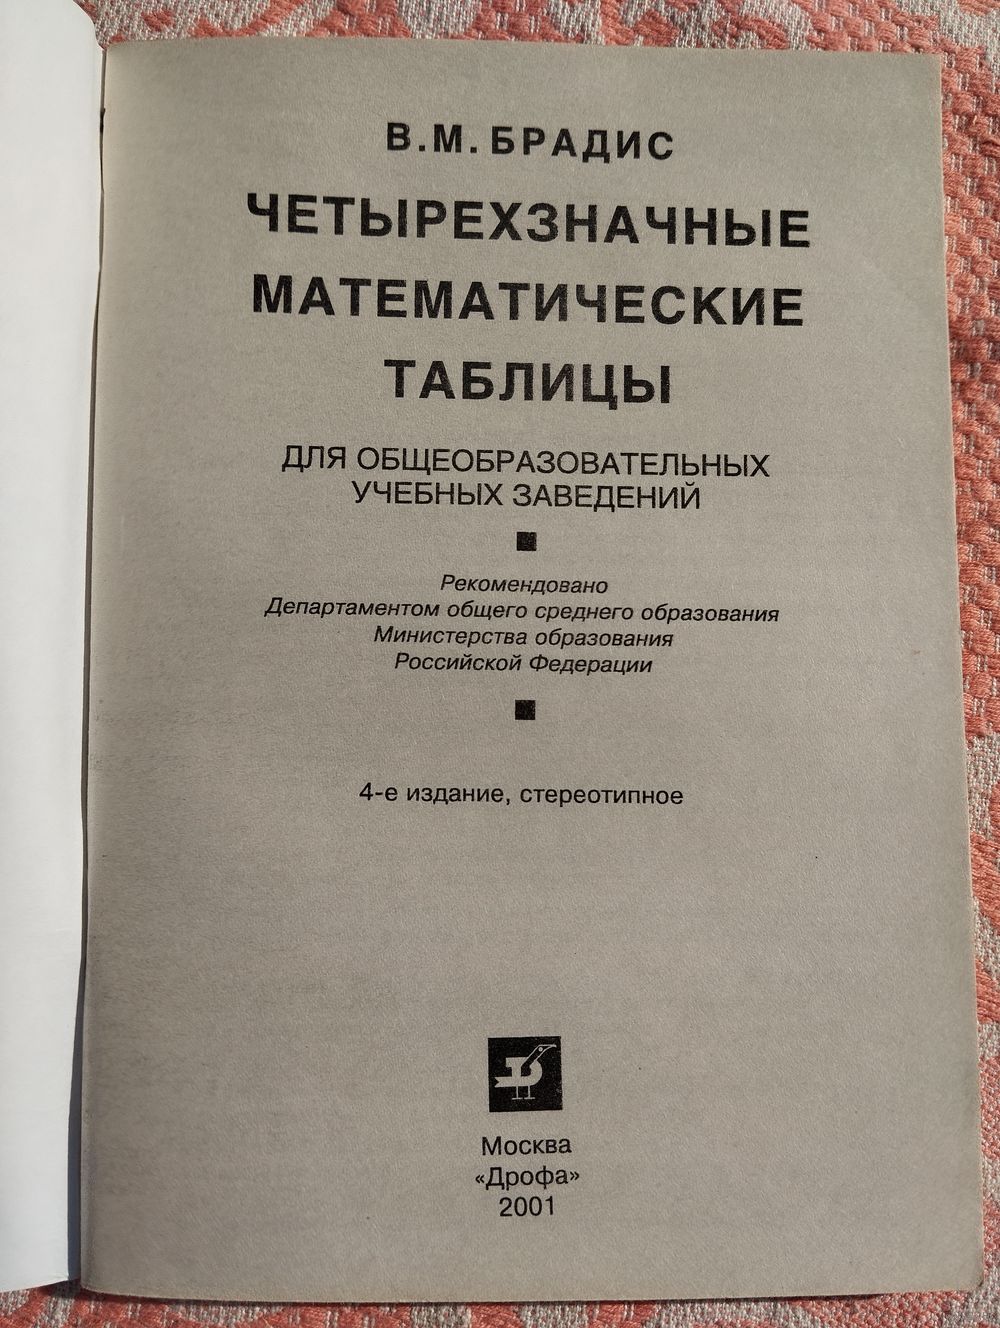 В.М. БРАДИС
ЧЕТЫРЕХЗНАЧНЫЕ
МАТЕМАТИЧЕСКИЕ
ТАБЛИЦЫ
ДЛЯ ОБЩЕОБРАЗОВАТЕЛЬНЫХ
УЧЕБНЫХ ЗАВЕДЕНИЙ
Рекомендовано
Департаментом общего среднего образования
Министерства образования
Российской Федерации
4-е издание, стереотипное
Москва
«Дрофа»
2001